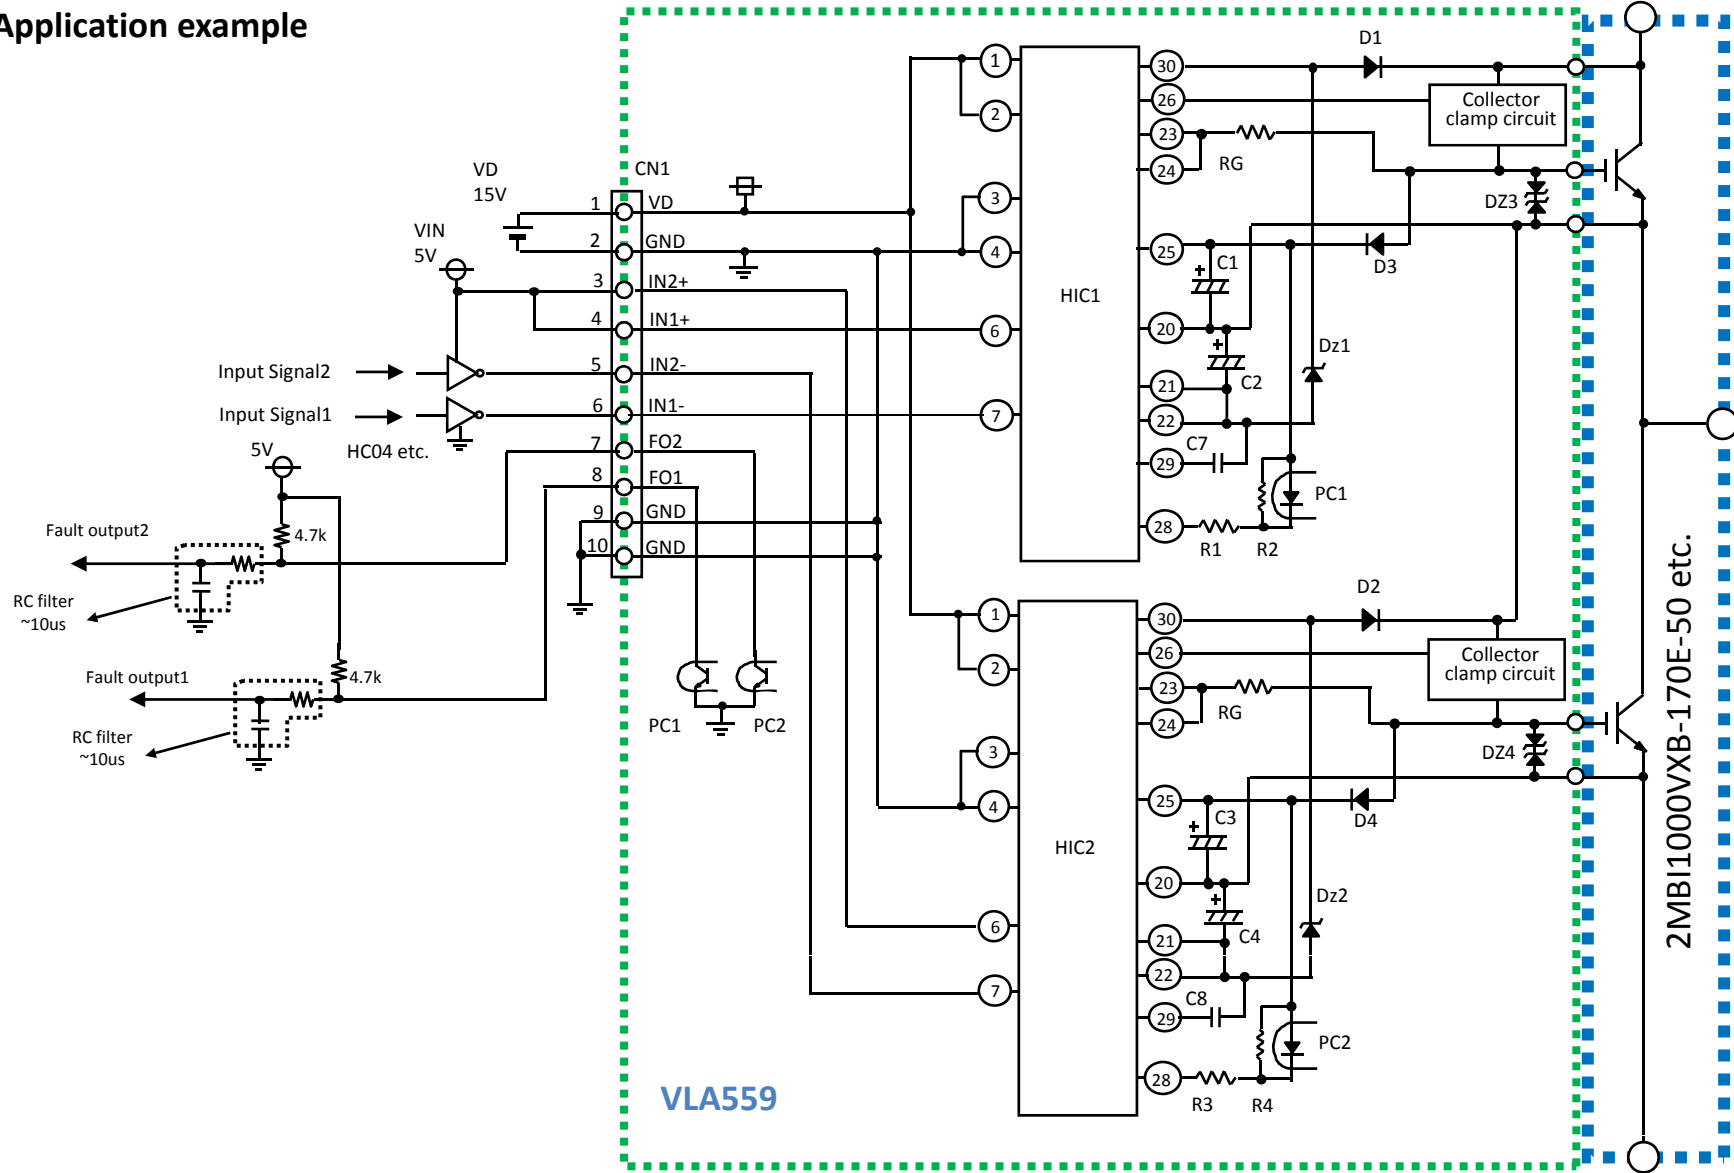 Application example
VD
15V
VIN
5V
CN1
1
VD
2
GND
3
IN2+
4
IN1+
Input Signal2
5
IN2-
Input Signal1
6
IN1-
HC04 etc.
7
FO2
5V
8
FO1
9
GND
10
GND
Fault output2
4.7k
RC filter
~10us
Fault output1
4.7k
RC filter
~10us
PC1
PC2
1
2
3
4
6
7
HIC1
30
26
23
24
25
20
21
22
29
28
D1
Collector
clamp circuit
RG
DZ3
C1
D3
Dz1
C2
C7
PC1
R1
R2
1
2
3
4
6
7
HIC2
30
26
23
24
25
20
21
22
29
28
D2
Collector
clamp circuit
RG
DZ4
C3
D4
Dz2
C4
C8
PC2
R3
R4
VLA559
2MBI1000VXB-170E-50 etc.